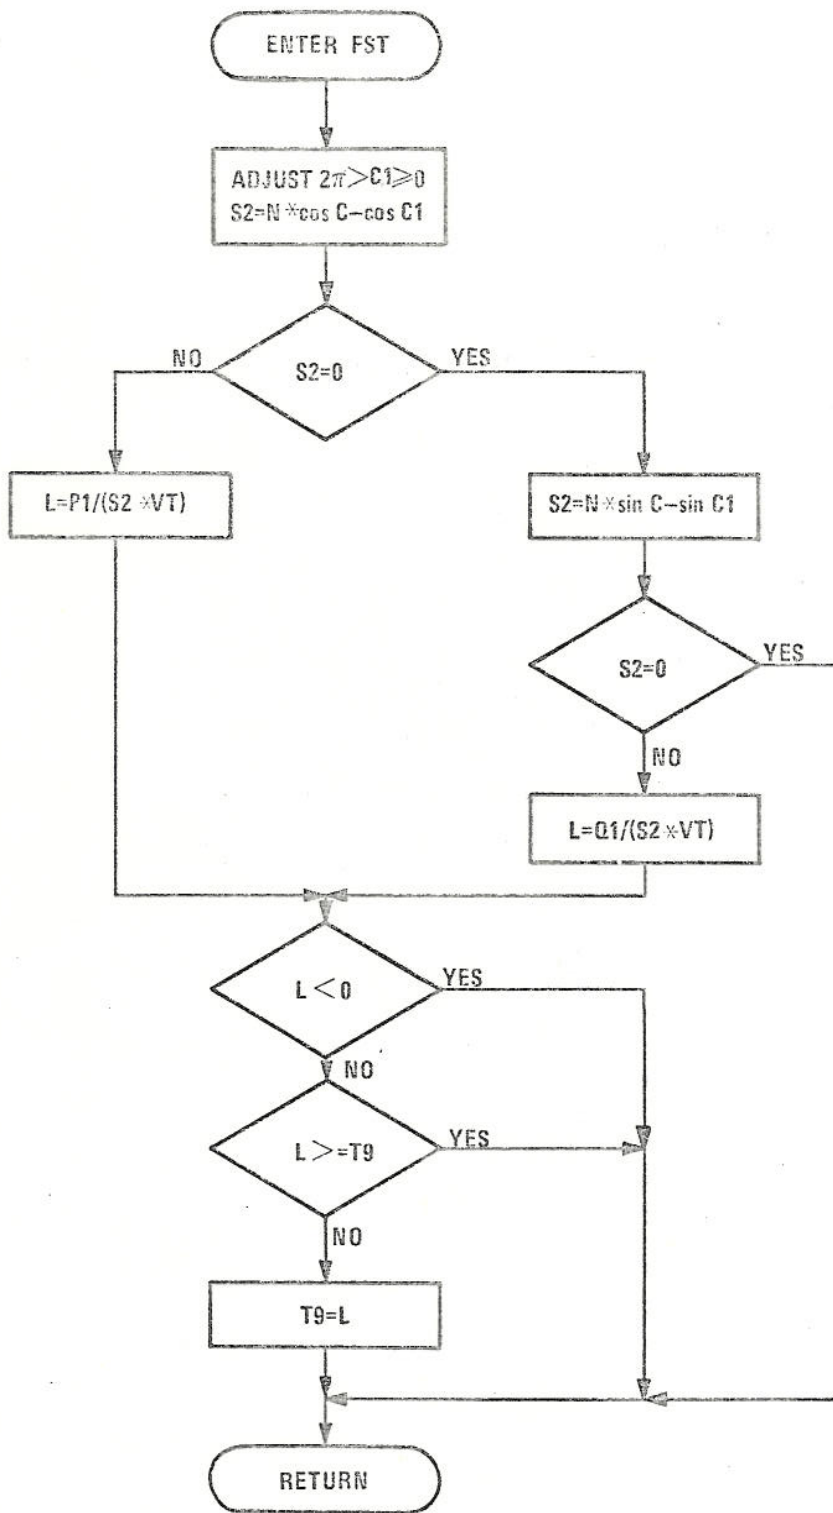 ENTER FST
ADJUST 2π>C1≥0
S2=N*cos C−cos C1
NO
YES
S2=0
L=P1/(S2*VT)
S2=N*sin C−sin C1
YES
S2=0
NO
L=Q1/(S2*VT)
YES
L<0
NO
YES
L>=T9
NO
T9=L
RETURN